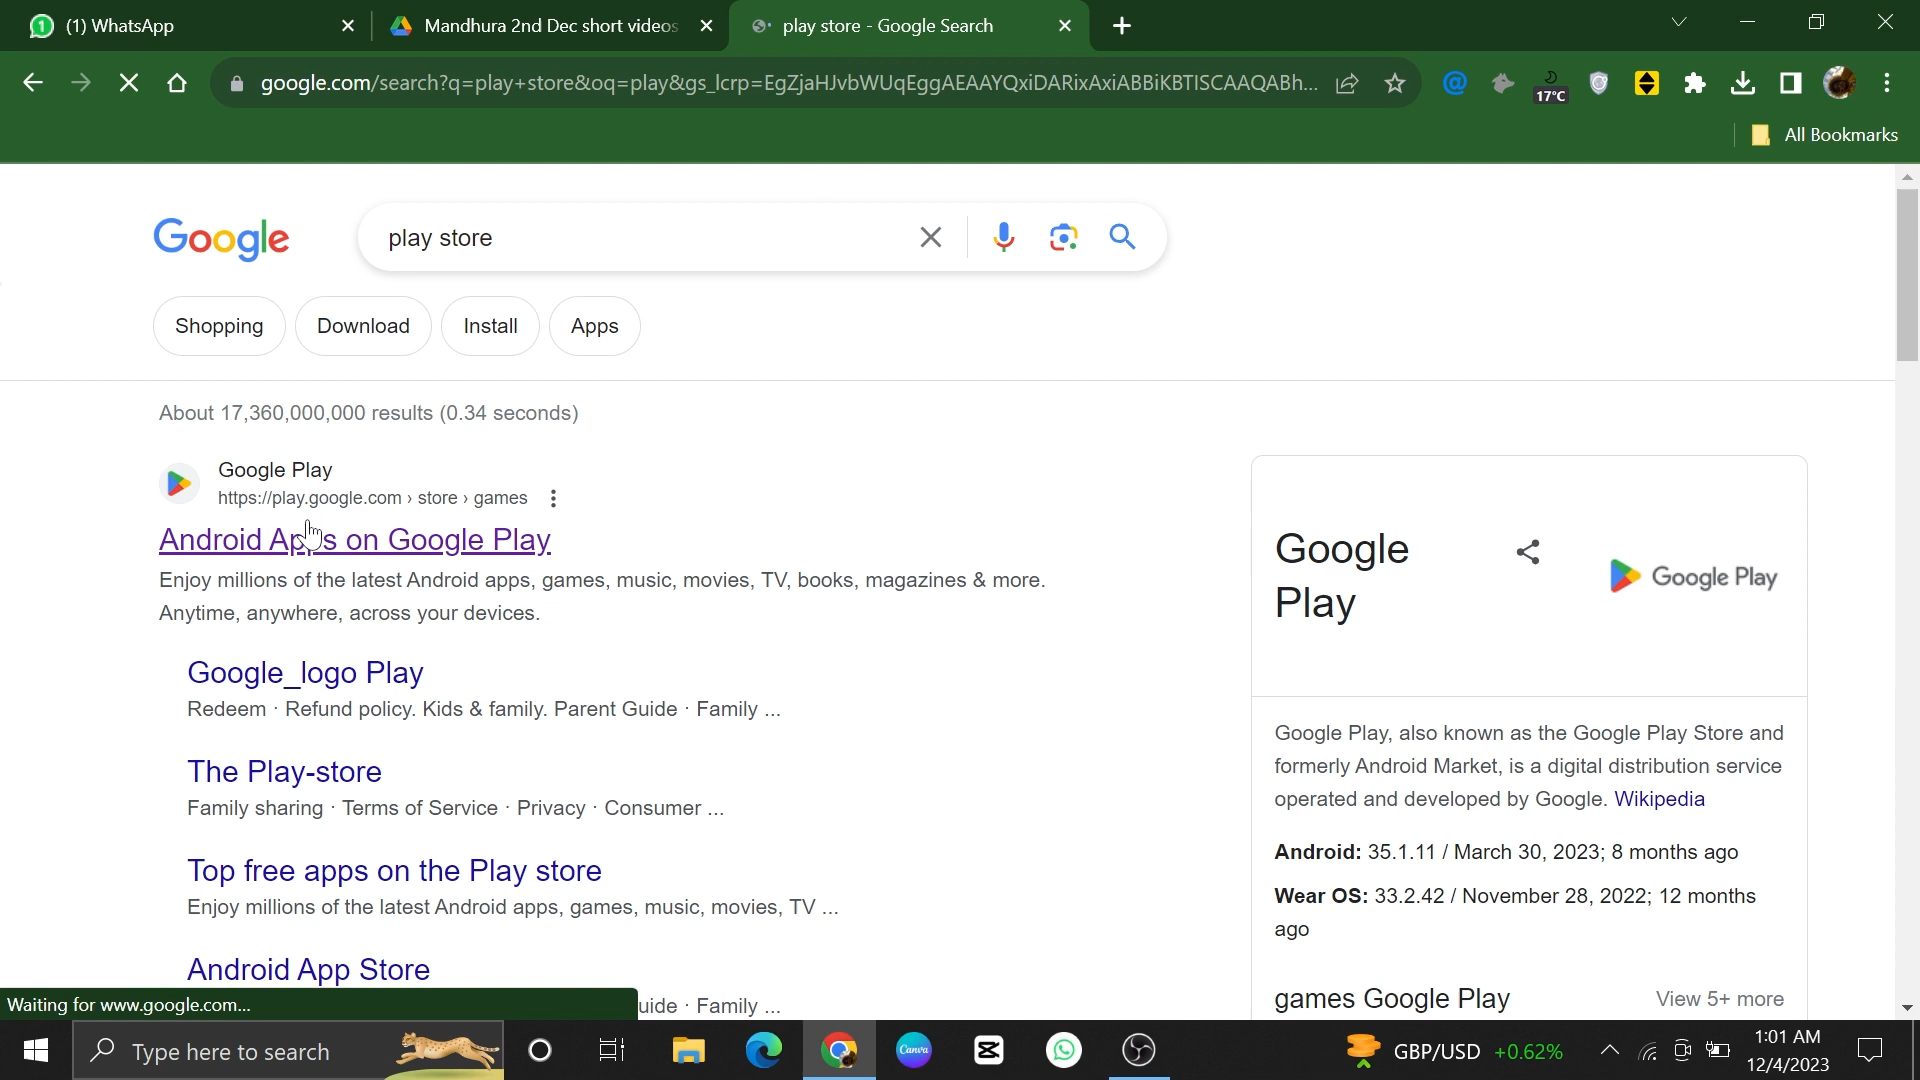 (1) WhatsApp
Mandhura 2nd Dec short videos
play store - Google Search
google.com/search?q=play+store&oq=play&gs_lcrp=EgZjaHJvbWUqEggAEAAYQxiDARixAxiABBiKBTISCAAQABh...
17°C
All Bookmarks
Google
play store
Shopping
Download
Install
Apps
About 17,360,000,000 results (0.34 seconds)
Google Play
https://play.google.com › store › games
Android Apps on Google Play
Enjoy millions of the latest Android apps, games, music, movies, TV, books, magazines & more.
Anytime, anywhere, across your devices.
Google_logo Play
Redeem · Refund policy. Kids & family. Parent Guide · Family ...
The Play-store
Family sharing · Terms of Service · Privacy · Consumer ...
Top free apps on the Play store
Enjoy millions of the latest Android apps, games, music, movies, TV ...
Android App Store
uide · Family ...
Google
Play
Google Play
Google Play, also known as the Google Play Store and
formerly Android Market, is a digital distribution service
operated and developed by Google. Wikipedia
Android: 35.1.11 / March 30, 2023; 8 months ago
Wear OS: 33.2.42 / November 28, 2022; 12 months
ago
games Google Play
View 5+ more
Waiting for www.google.com...
Type here to search
Canva
GBP/USD +0.62%
1:01 AM
12/4/2023